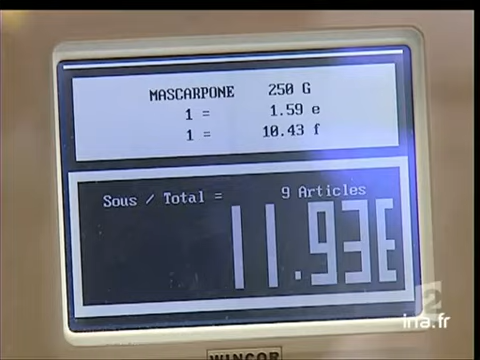 MASCARPONE 250 G
1 = 1.59 e
1 = 10.43 f
Sous / Total = 9 Articles
11.93E
2
ina.fr
WINCOR